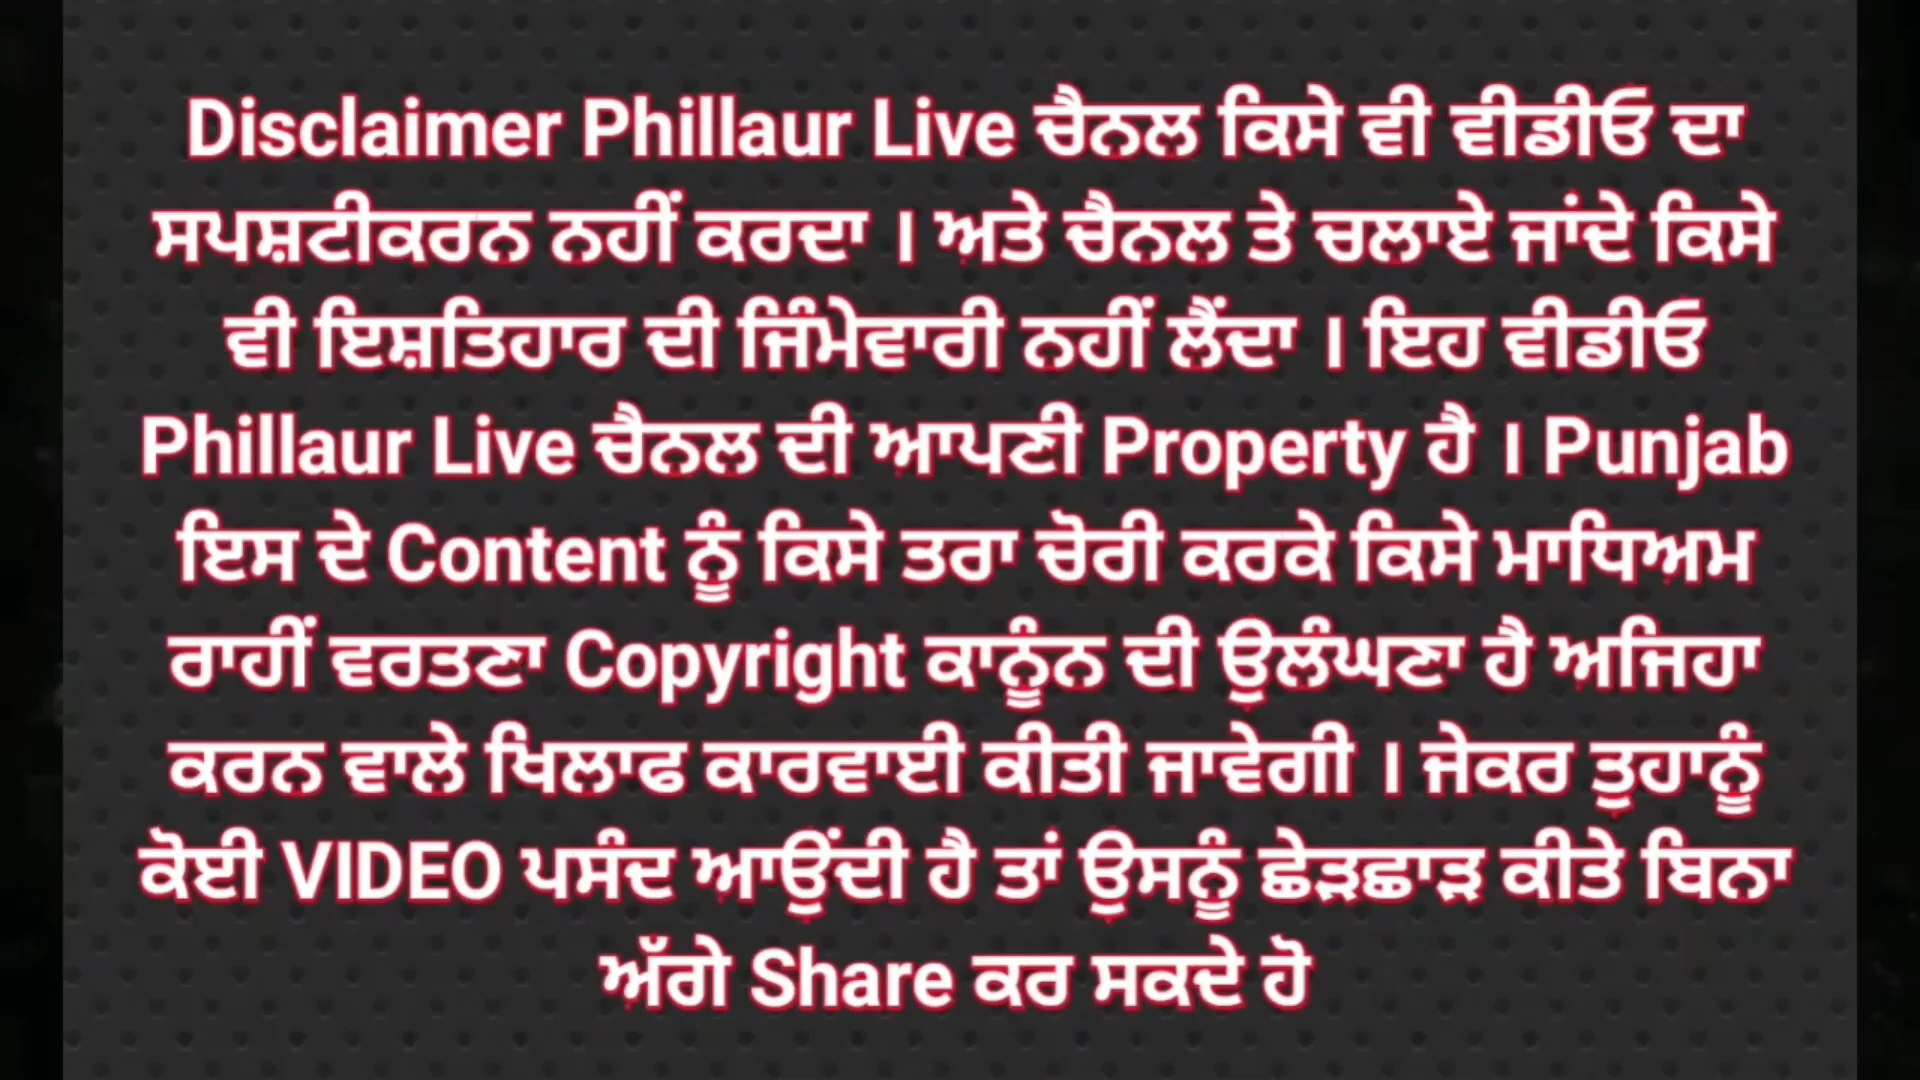 Disclaimer Phillaur Live ਚੈਨਲ ਕਿਸੇ ਵੀ ਵੀਡੀਓ ਦਾ
ਸਪਸ਼ਟੀਕਰਨ ਨਹੀਂ ਕਰਦਾ । ਅਤੇ ਚੈਨਲ ਤੇ ਚਲਾਏ ਜਾਂਦੇ ਕਿਸੇ
ਵੀ ਇਸ਼ਤਿਹਾਰ ਦੀ ਜਿੰਮੇਵਾਰੀ ਨਹੀਂ ਲੈਂਦਾ । ਇਹ ਵੀਡੀਓ
Phillaur Live ਚੈਨਲ ਦੀ ਆਪਣੀ Property ਹੈ । Punjab
ਇਸ ਦੇ Content ਨੂੰ ਕਿਸੇ ਤਰਾ ਚੋਰੀ ਕਰਕੇ ਕਿਸੇ ਮਾਧਿਅਮ
ਰਾਹੀਂ ਵਰਤਣਾ Copyright ਕਾਨੂੰਨ ਦੀ ਉਲੰਘਣਾ ਹੈ ਅਜਿਹਾ
ਕਰਨ ਵਾਲੇ ਖਿਲਾਫ ਕਾਰਵਾਈ ਕੀਤੀ ਜਾਵੇਗੀ । ਜੇਕਰ ਤੁਹਾਨੂੰ
ਕੋਈ VIDEO ਪਸੰਦ ਆਉਂਦੀ ਹੈ ਤਾਂ ਉਸਨੂੰ ਛੇੜਛਾੜ ਕੀਤੇ ਬਿਨਾ
ਅੱਗੇ Share ਕਰ ਸਕਦੇ ਹੋ